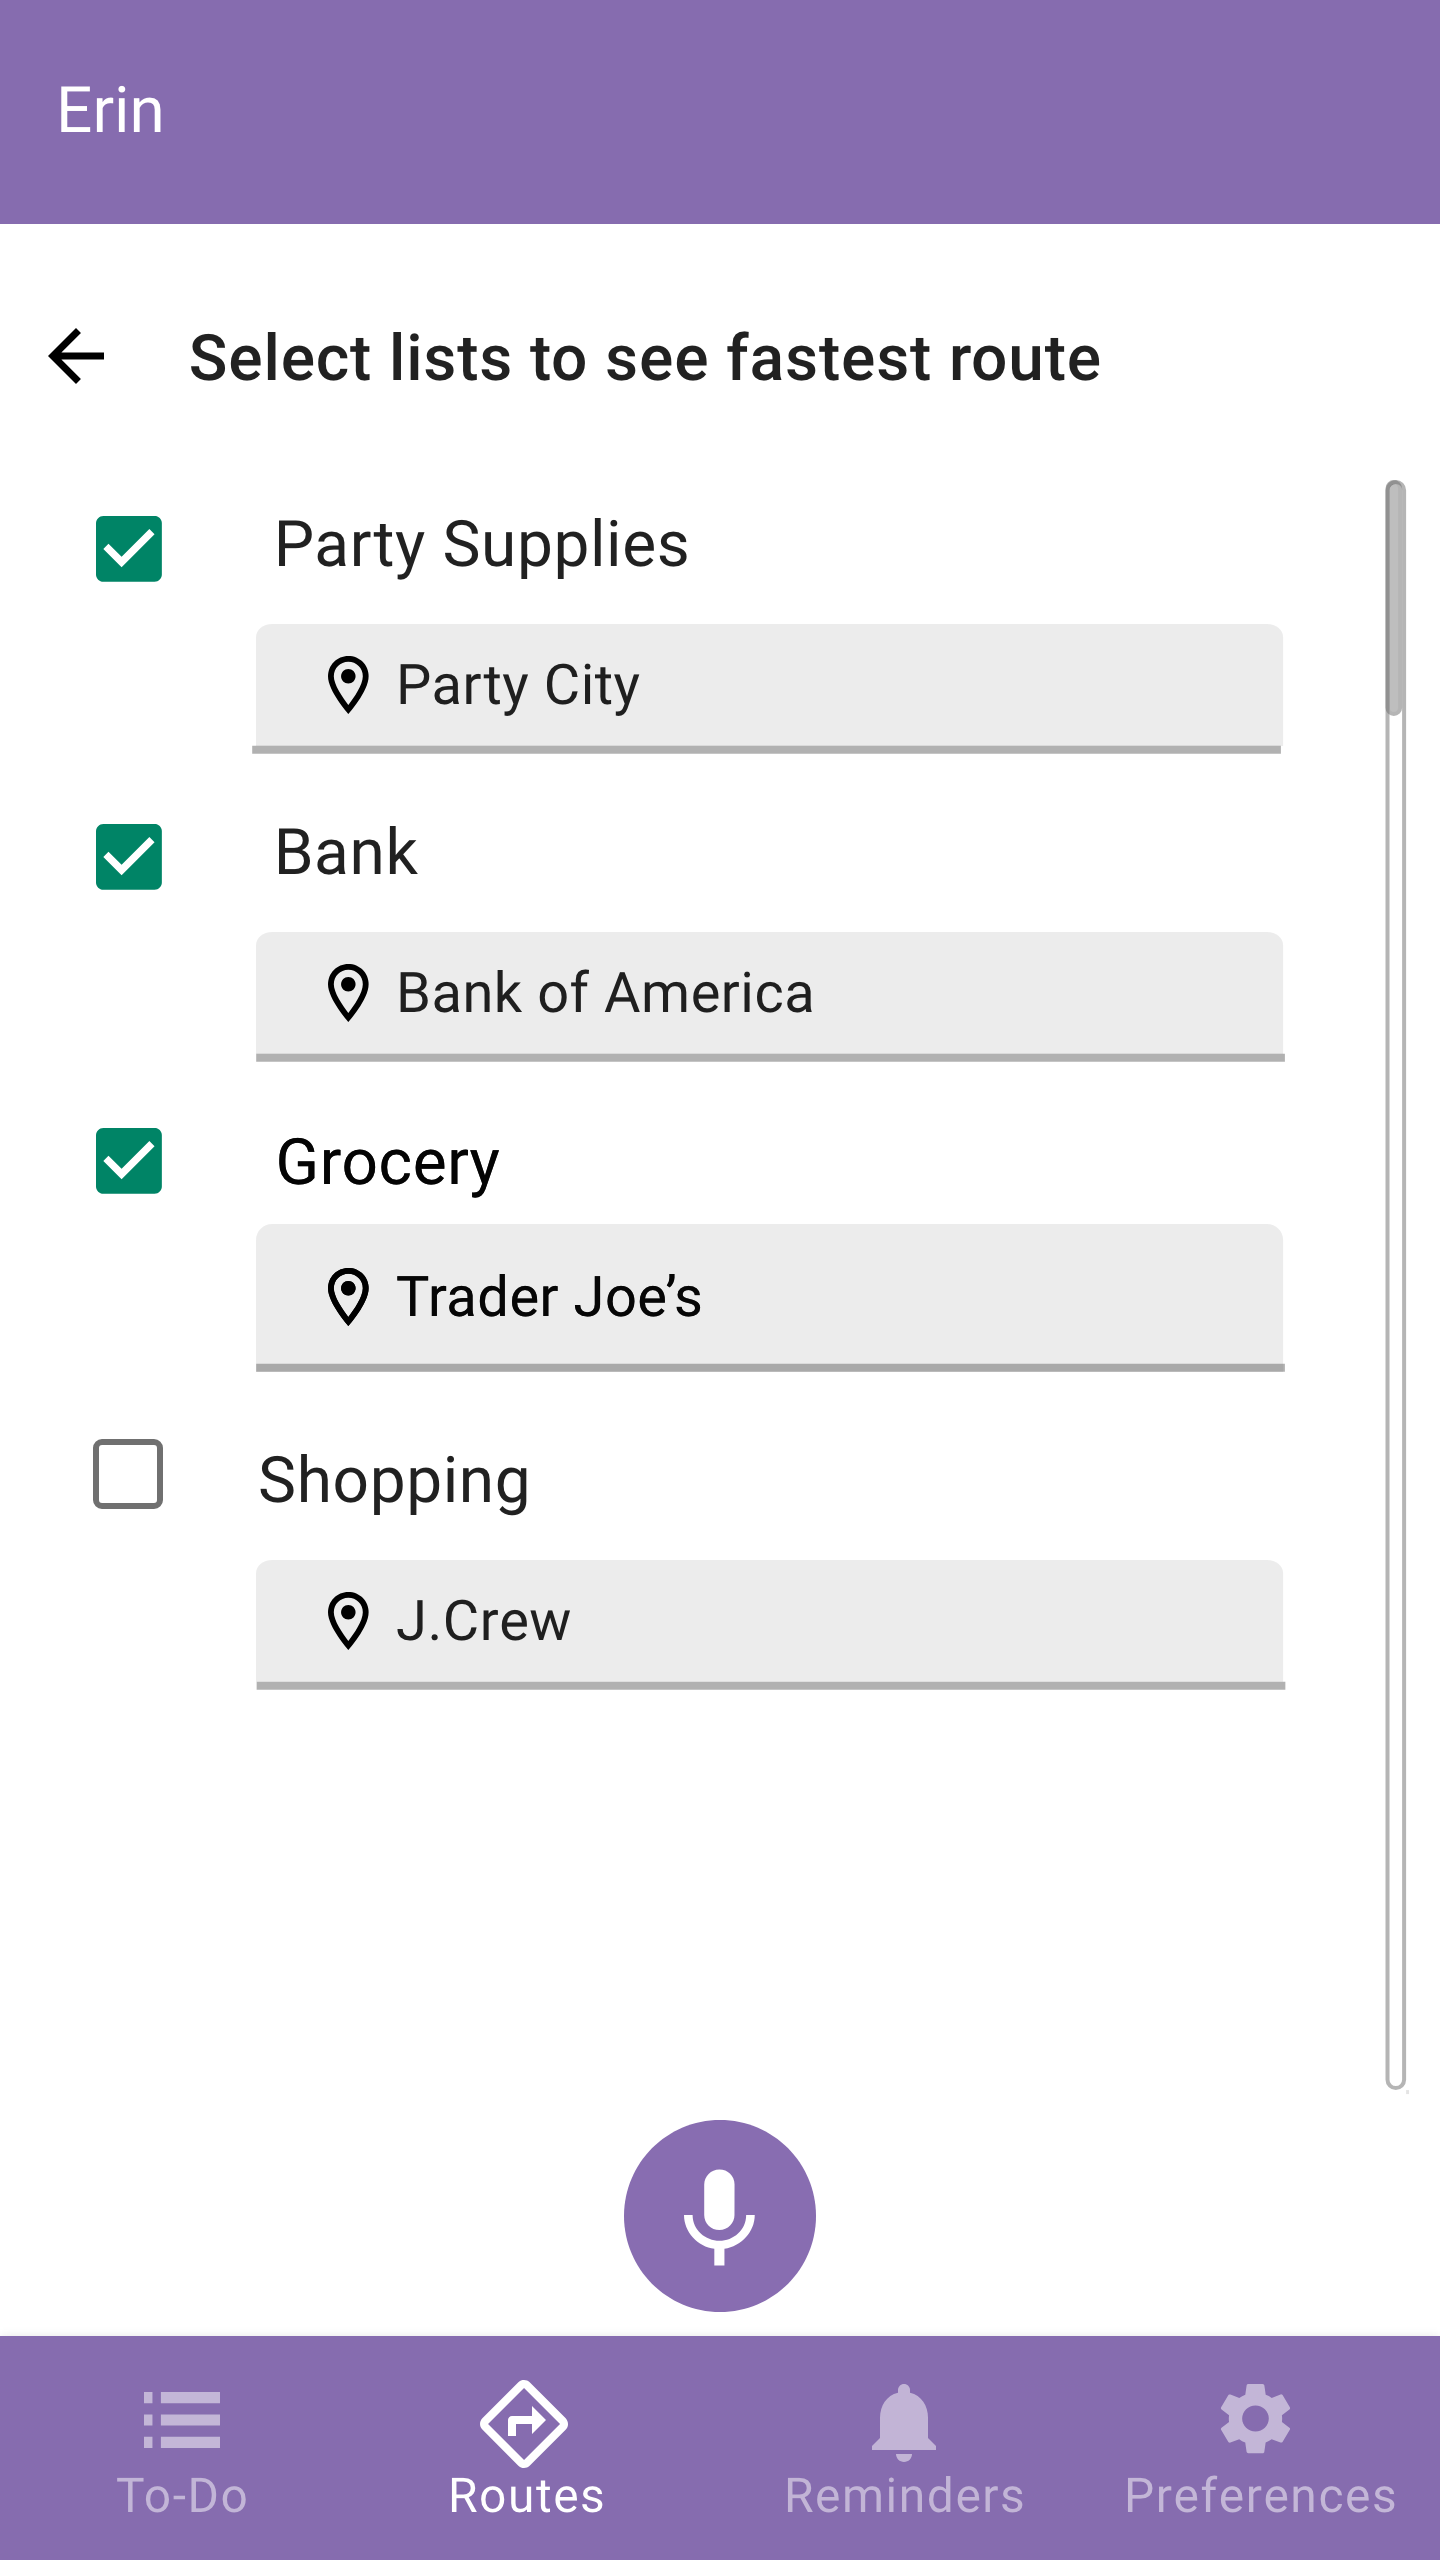 Erin
Select lists to see fastest route
Party Supplies
Party City
Bank
Bank of America
Grocery
Trader Joe’s
Shopping
J.Crew
To-Do Routes Reminders Preferences